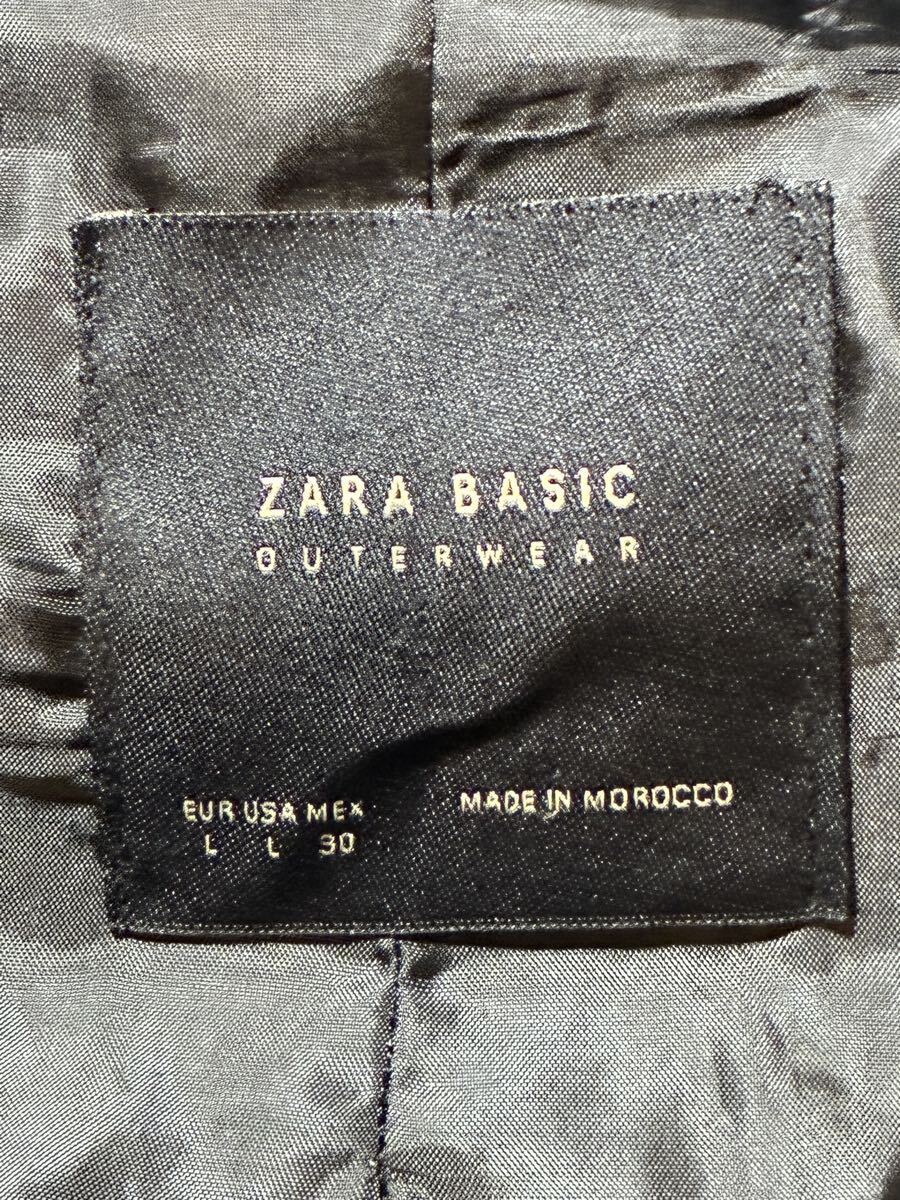 ZARA BASIC
OUTERWEAR
EUR USA MEX
L L 30
MADE IN MOROCCO